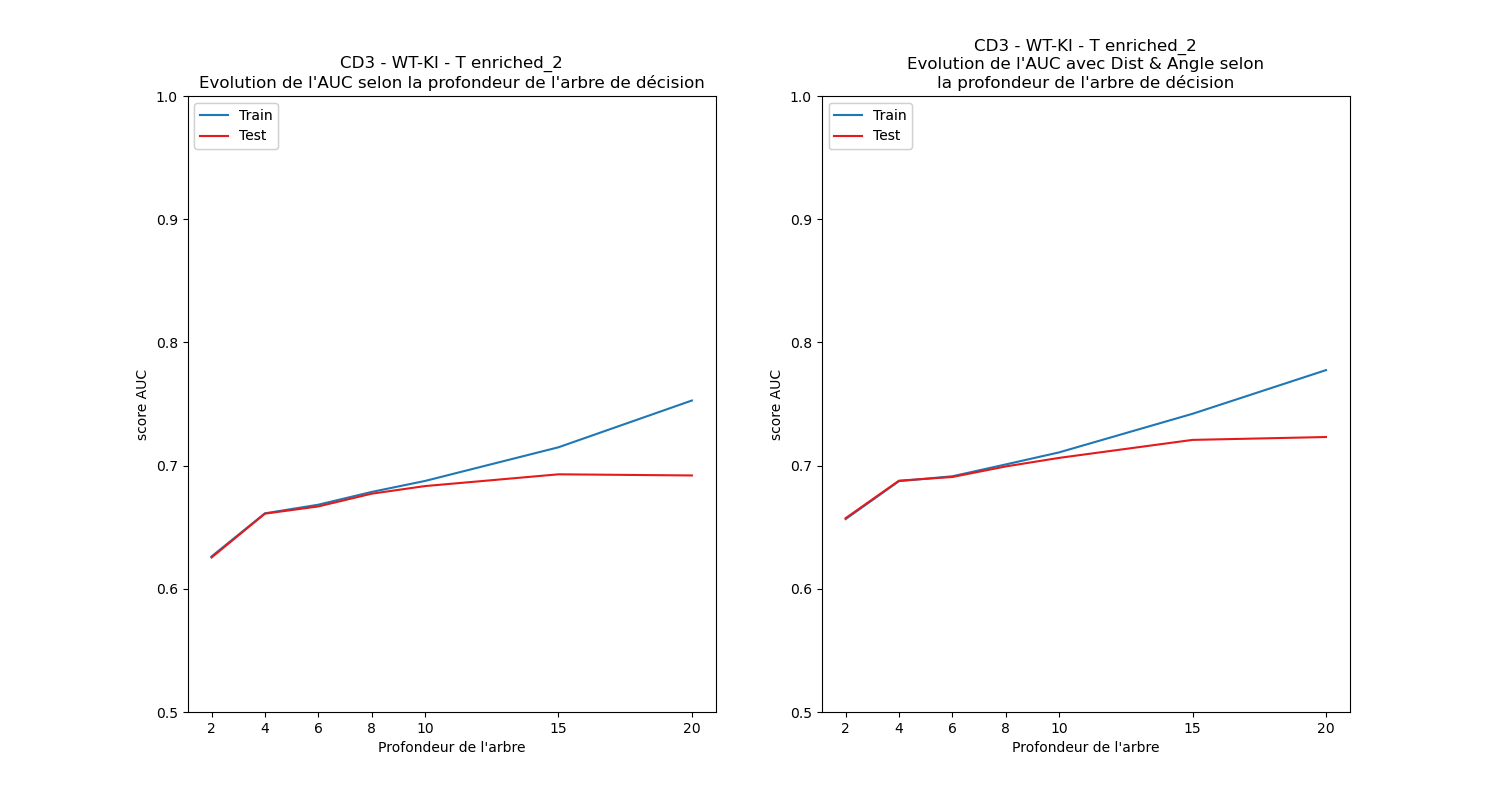 CD3 - WT-KI - T enriched_2
Evolution de l'AUC selon la profondeur de l'arbre de décision
1.0
0.9
0.8
0.7
0.6
0.5
score AUC
Train
Test
2 4 6 8 10 15 20
Profondeur de l'arbre
CD3 - WT-KI - T enriched_2
Evolution de l'AUC avec Dist & Angle selon
la profondeur de l'arbre de décision
1.0
0.9
0.8
0.7
0.6
0.5
score AUC
Train
Test
2 4 6 8 10 15 20
Profondeur de l'arbre